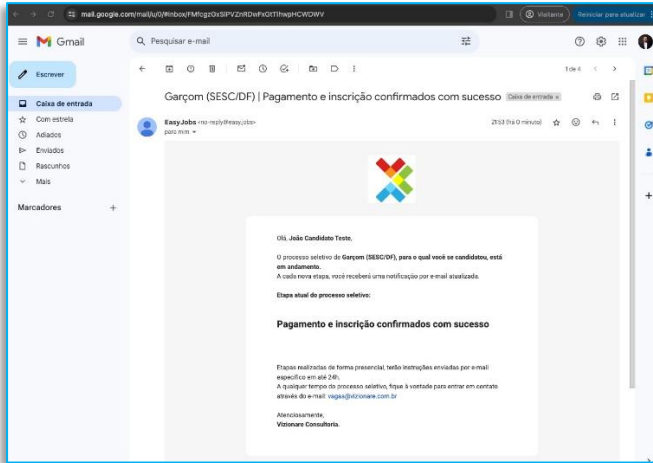 mail.google.com/mail/u/0/#inbox/FMfcgzGxSlPVZnRDwPxGtTlhwpHCWDWV
Visitante
Reiniciar para atualizar
Gmail
Pesquisar e-mail
Escrever
1 de 4
Garçom (SESC/DF) | Pagamento e inscrição confirmados com sucesso
Caixa de entrada x
Caixa de entrada
Com estrela
Adiados
Enviados
Rascunhos
Mais
Marcadores
EasyJobs <no-reply@easy.jobs>
21:53 (há 0 minuto)
para mim
Olá, João Candidato Teste,
O processo seletivo de Garçom (SESC/DF), para o qual você se candidatou, está
em andamento.
A cada nova etapa, você receberá uma notificação por e-mail atualizada.
Etapa atual do processo seletivo:
Pagamento e inscrição confirmados com sucesso
Etapas realizadas de forma presencial, terão instruções enviadas por e-mail
específico em até 24h.
A qualquer tempo do processo seletivo, fique à vontade para entrar em contato
através do e-mail: vagas@vizionare.com.br
Atenciosamente,
Vizionare Consultoria.